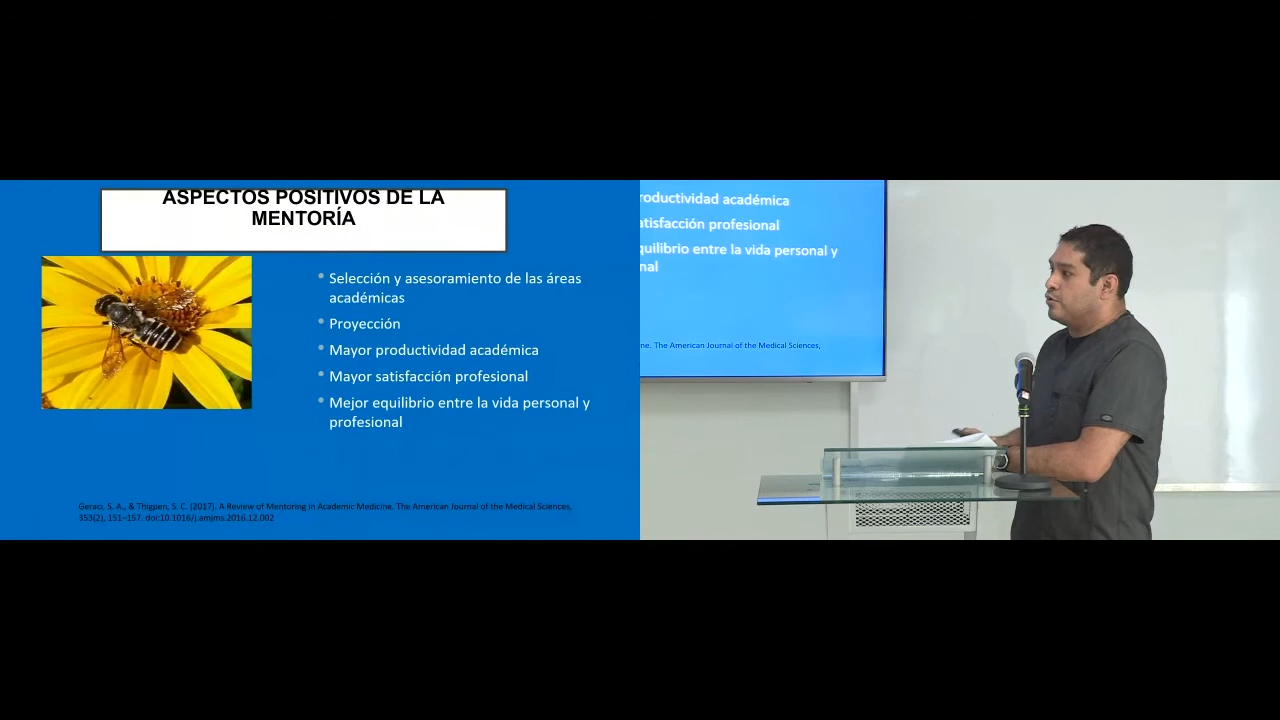 ASPECTOS POSITIVOS DE LA
MENTORÍA
Selección y asesoramiento de las áreas
académicas
Proyección
Mayor productividad académica
Mayor satisfacción profesional
Mejor equilibrio entre la vida personal y
profesional
Geraci, S. A., & Thigpen, S. C. (2017). A Review of Mentoring in Academic Medicine. The American Journal of the Medical Sciences,
353(2), 151–157. doi:10.1016/j.amjms.2016.12.002
roductividad académica
atisfacción profesional
quilibrio entre la vida personal y
nal
ne. The American Journal of the Medical Sciences,